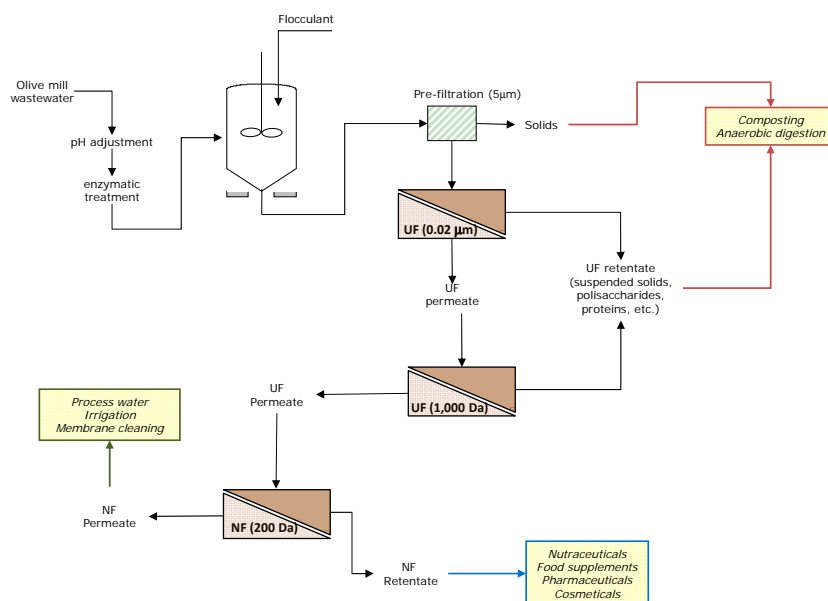 Flocculant
Olive mill
wastewater
pH adjustment
enzymatic
treatment
Pre-filtration (5μm)
Solids
Composting
Anaerobic digestion
UF (0.02 μm)
UF
permeate
UF retentate
(suspended solids,
polisaccharides,
proteins, etc.)
UF (1,000 Da)
UF
Permeate
Process water
Irrigation
Membrane cleaning
NF (200 Da)
NF
Permeate
NF
Retentate
Nutraceuticals
Food supplements
Pharmaceuticals
Cosmeticals